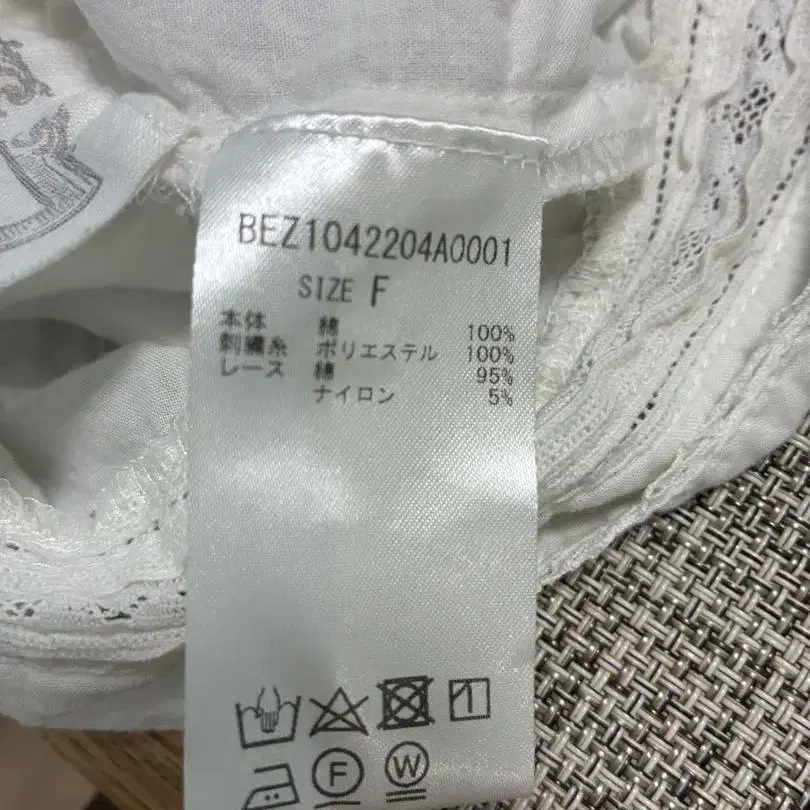 BEZ1042204A0001
SIZE F
本体 綿 100%
刺繍糸 ポリエステル 100%
レース 綿 95%
ナイロン 5%
F W